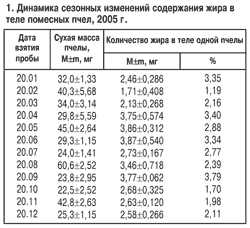 1. Динамика сезонных изменений содержания жира в
теле помесных пчел, 2005 г.
Дата взятия пробы Сухая масса пчелы, М±m, мг Количество жира в теле одной пчелы
М±m, мг %
20.01 32,0±1,33 2,46±0,286 3,35
20.02 40,3±5,68 1,71±0,408 1,19
20.03 34,0±3,14 2,13±0,268 2,16
20.04 29,8±5,59 3,75±0,574 3,40
20.05 45,0±2,64 3,86±0,312 2,88
20.06 29,3±1,15 3,87±0,540 3,34
20.07 24,0±1,41 2,73±0,167 2,77
20.08 60,6±2,52 3,46±0,718 2,39
20.09 23,8±2,95 3,77±0,062 3,79
20.10 22,5±2,52 2,68±0,325 1,70
20.11 42,8±2,63 2,63±0,120 1,98
20.12 25,3±1,15 2,58±0,266 2,11